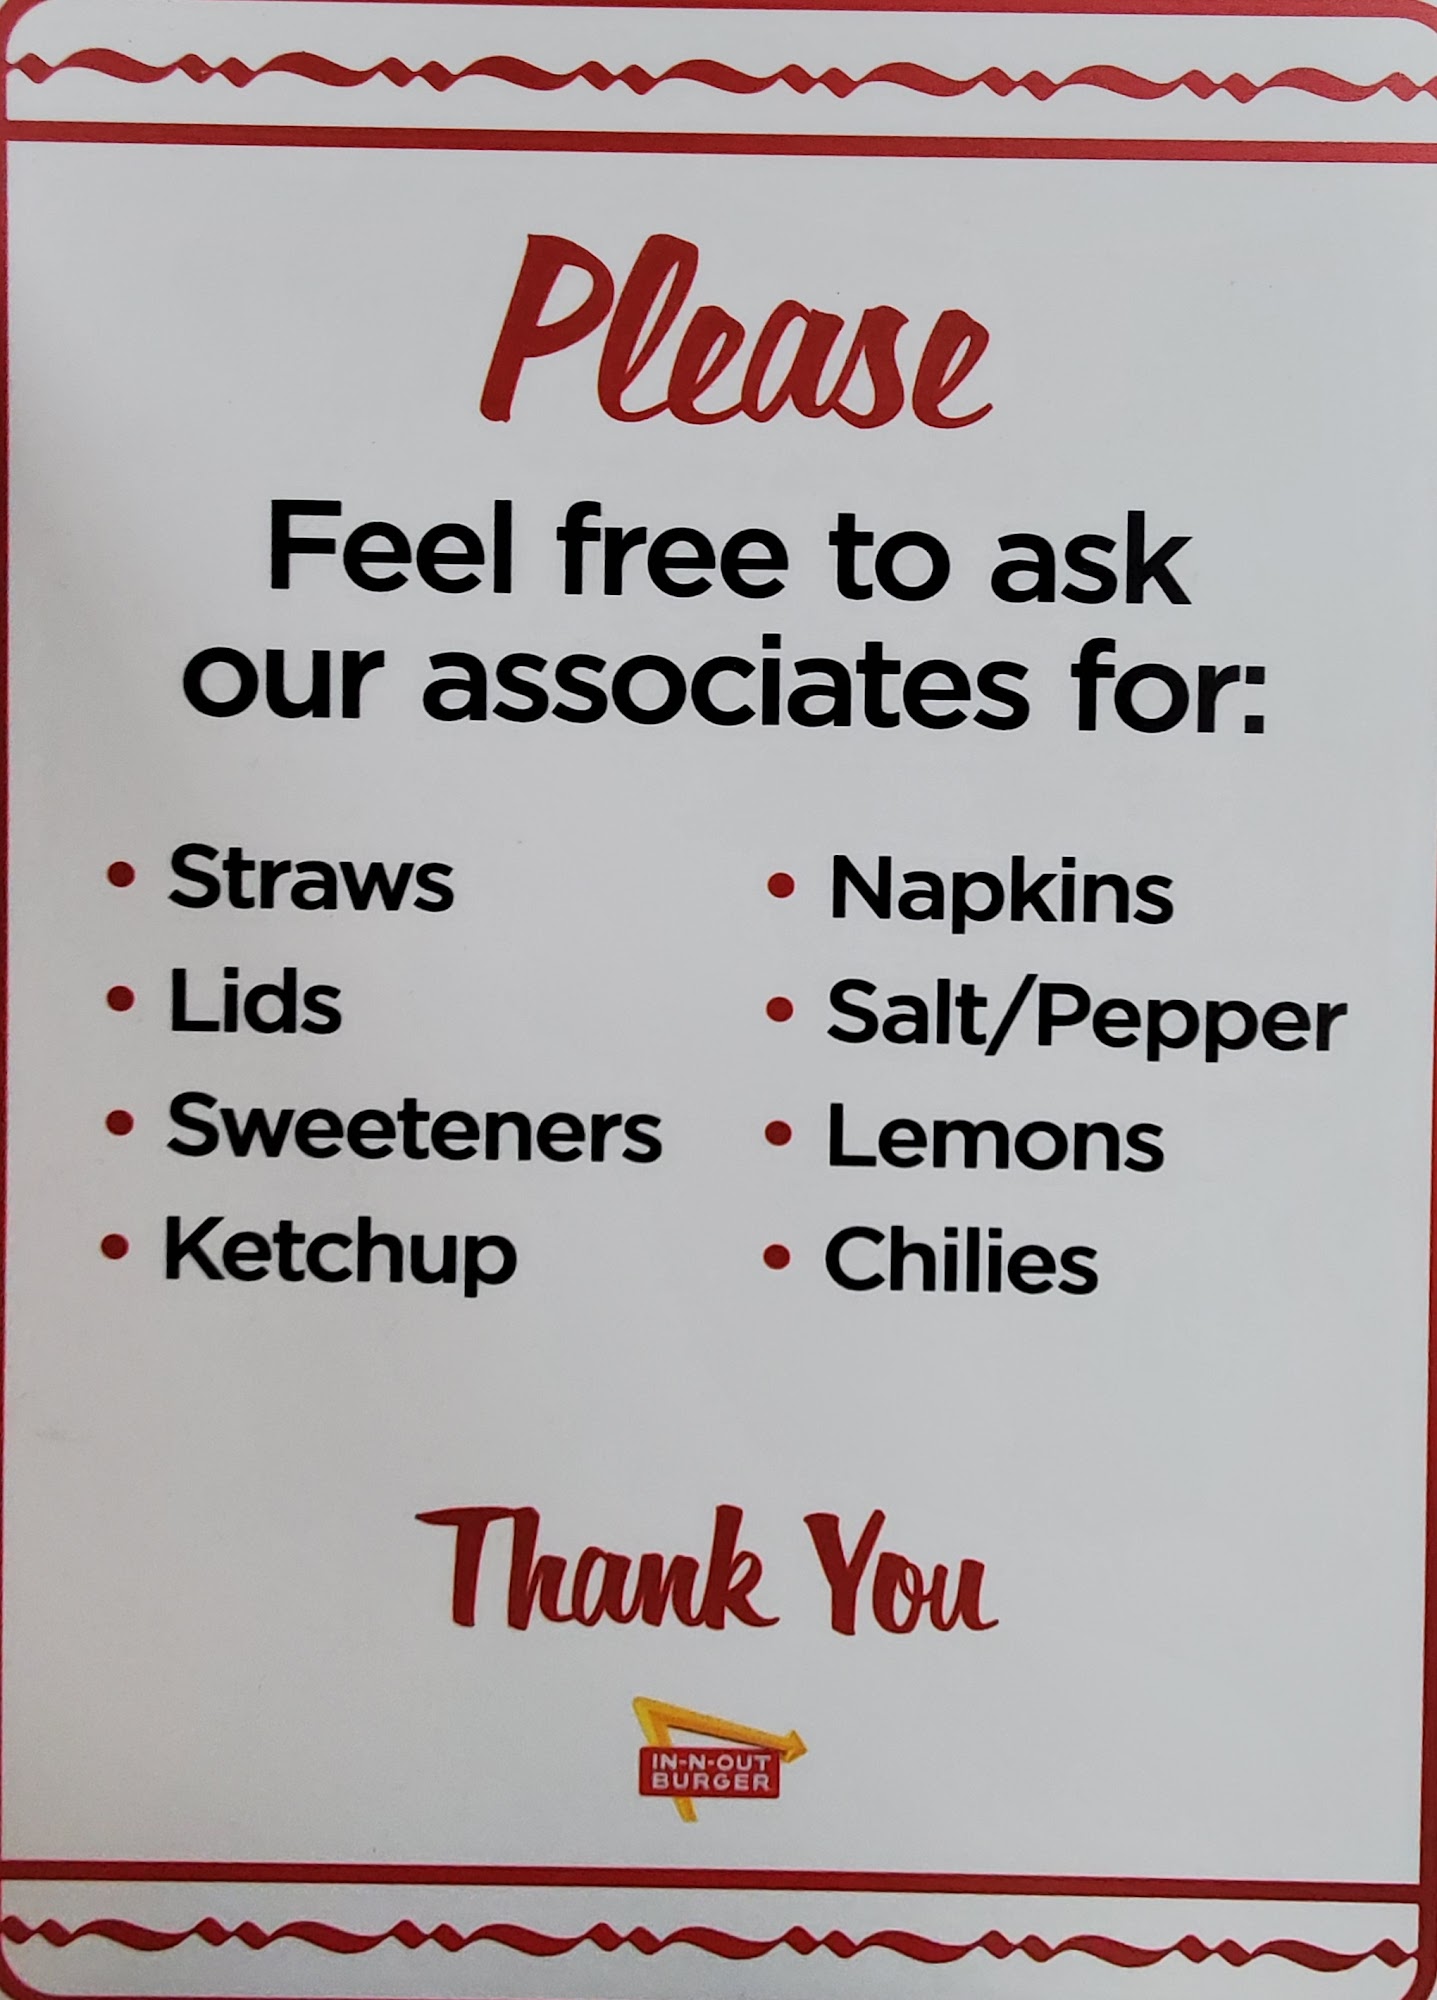 Please
Feel free to ask
our associates for:
• Straws
• Lids
• Sweeteners
• Ketchup
• Napkins
• Salt/Pepper
• Lemons
• Chilies
Thank You
IN-N-OUT
BURGER